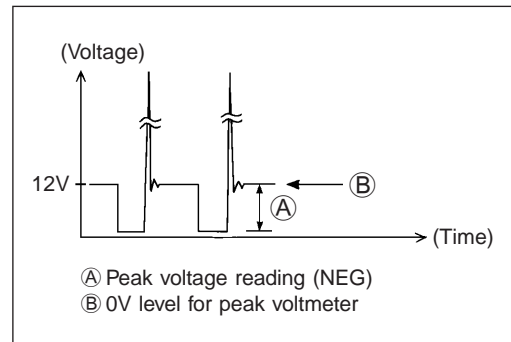 (Voltage)
12V
Ⓑ
Ⓐ
(Time)
Ⓐ Peak voltage reading (NEG)
Ⓑ 0V level for peak voltmeter